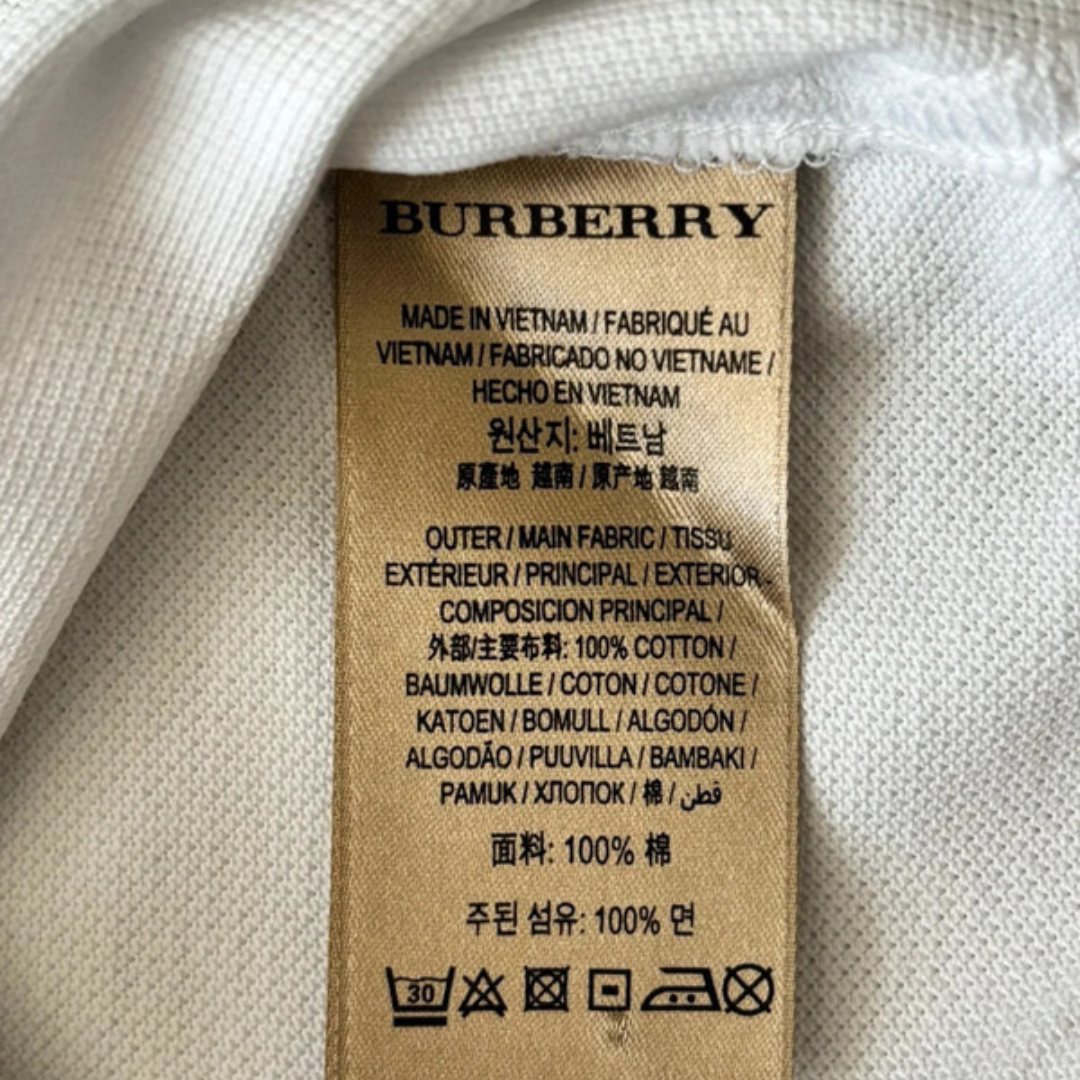 BURBERRY
MADE IN VIETNAM / FABRIQUÉ AU
VIETNAM / FABRICADO NO VIETNAME /
HECHO EN VIETNAM
원산지: 베트남
原產地 越南 / 原产地 越南
OUTER / MAIN FABRIC / TISSU
EXTÉRIEUR / PRINCIPAL / EXTERIOR -
COMPOSICION PRINCIPAL /
外部/主要布料: 100% COTTON /
BAUMWOLLE / COTON / COTONE /
KATOEN / BOMULL / ALGODÓN /
ALGODÃO / PUUVILLA / BAMBAKI /
PAMUK / ХЛОПОК / 棉 / قطن
面料: 100% 棉
주된 섬유: 100% 면
30